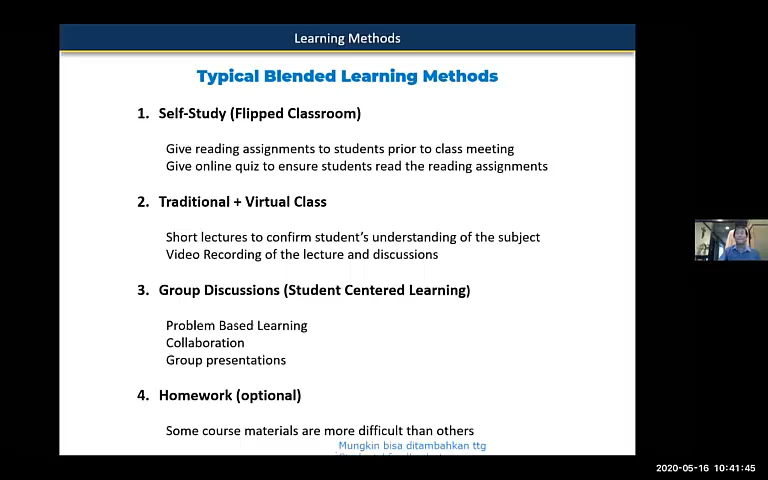 Learning Methods
Typical Blended Learning Methods
1. Self-Study (Flipped Classroom)
Give reading assignments to students prior to class meeting
Give online quiz to ensure students read the reading assignments
2. Traditional + Virtual Class
Short lectures to confirm student’s understanding of the subject
Video Recording of the lecture and discussions
3. Group Discussions (Student Centered Learning)
Problem Based Learning
Collaboration
Group presentations
4. Homework (optional)
Some course materials are more difficult than others
Mungkin bisa ditambahkan ttg
2020-05-16 10:41:45